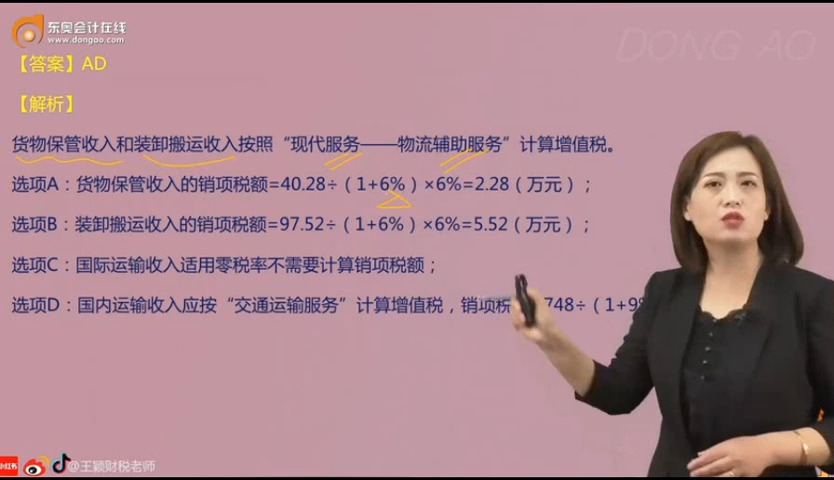 东奥会计在线
www.dongao.com
DONG AO
【答案】AD
【解析】
货物保管收入和装卸搬运收入按照“现代服务——物流辅助服务”计算增值税。
选项A：货物保管收入的销项税额=40.28÷（1+6%）×6%=2.28（万元）；
选项B：装卸搬运收入的销项税额=97.52÷（1+6%）×6%=5.52（万元）；
选项C：国际运输收入适用零税率不需要计算销项税额；
选项D：国内运输收入应按“交通运输服务”计算增值税，销项税 748÷（1+9
小红书 @王颖财税老师